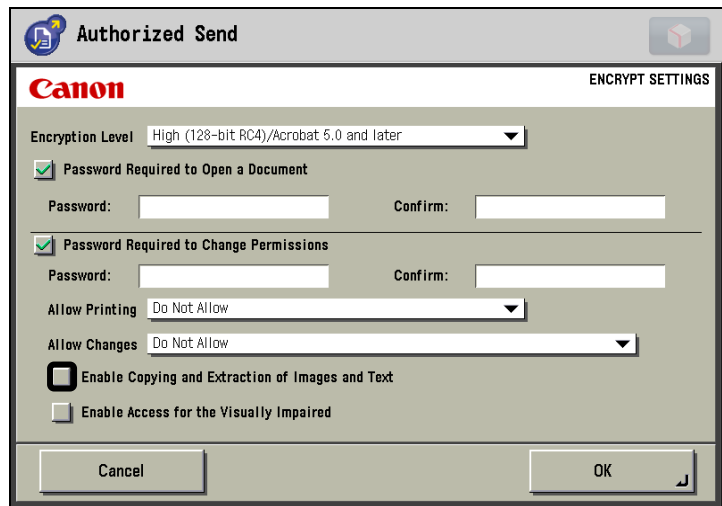 Authorized Send
Canon
ENCRYPT SETTINGS
Encryption Level High (128-bit RC4)/Acrobat 5.0 and later
Password Required to Open a Document
Password: Confirm:
Password Required to Change Permissions
Password: Confirm:
Allow Printing Do Not Allow
Allow Changes Do Not Allow
Enable Copying and Extraction of Images and Text
Enable Access for the Visually Impaired
Cancel OK